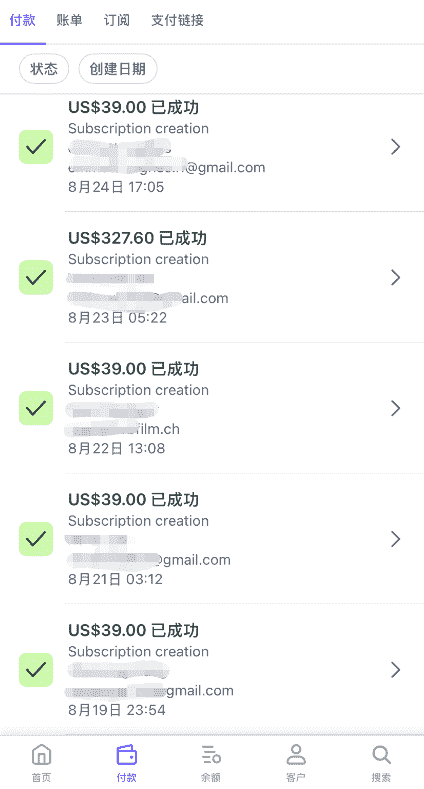 付款 账单 订阅 支付链接
状态 创建日期
US$39.00 已成功
Subscription creation
@gmail.com
8月24日 17:05
US$327.60 已成功
Subscription creation
ail.com
8月23日 05:22
US$39.00 已成功
Subscription creation
film.ch
8月22日 13:08
US$39.00 已成功
Subscription creation
@gmail.com
8月21日 03:12
US$39.00 已成功
Subscription creation
gmail.com
8月19日 23:54
首页 付款 余额 客户 搜索